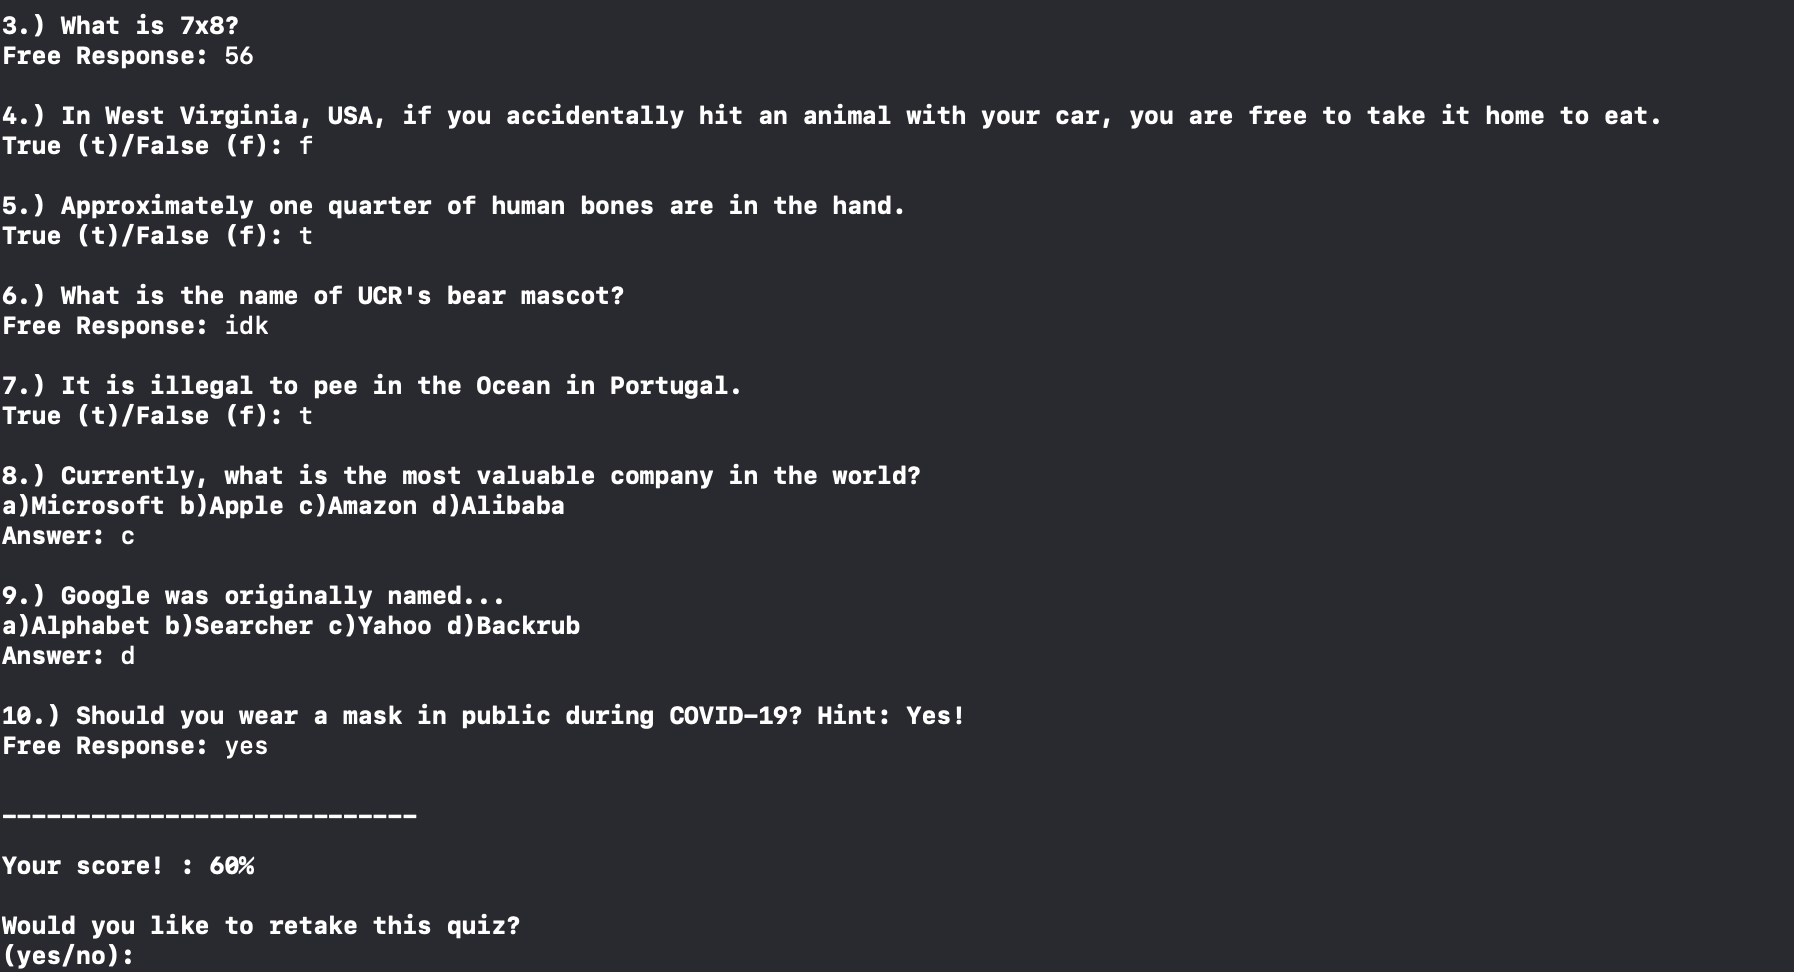 3.) What is 7x8?
Free Response: 56
4.) In West Virginia, USA, if you accidentally hit an animal with your car, you are free to take it home to eat.
True (t)/False (f): f
5.) Approximately one quarter of human bones are in the hand.
True (t)/False (f): t
6.) What is the name of UCR's bear mascot?
Free Response: idk
7.) It is illegal to pee in the Ocean in Portugal.
True (t)/False (f): t
8.) Currently, what is the most valuable company in the world?
a)Microsoft b)Apple c)Amazon d)Alibaba
Answer: c
9.) Google was originally named...
a)Alphabet b)Searcher c)Yahoo d)Backrub
Answer: d
10.) Should you wear a mask in public during COVID-19? Hint: Yes!
Free Response: yes
----------------------------
Your score! : 60%
Would you like to retake this quiz?
(yes/no):